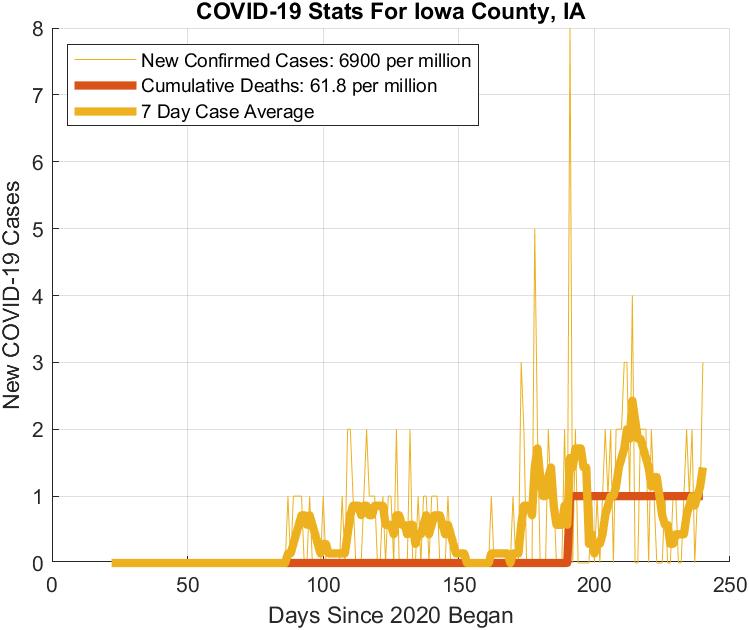 COVID-19 Stats For Iowa County, IA
8
New Confirmed Cases: 6900 per million
Cumulative Deaths: 61.8 per million
7 Day Case Average
7
6
5
4
3
2
1
0
New COVID-19 Cases
0 50 100 150 200 250
Days Since 2020 Began